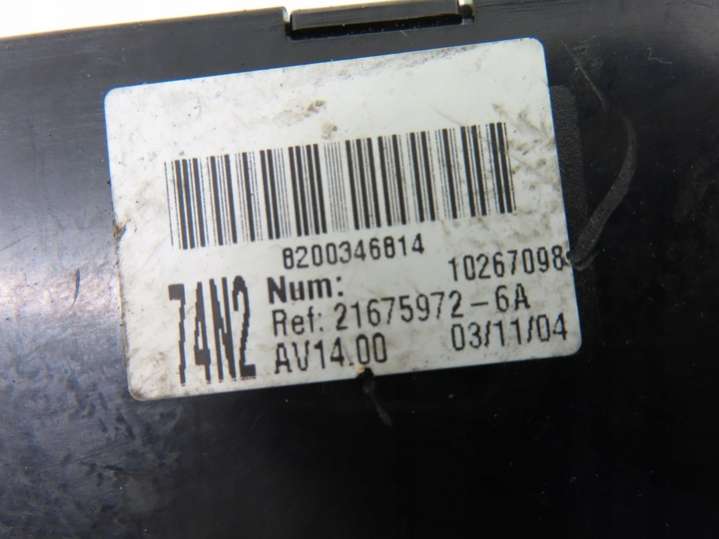 8200346814
74N2
Num: 10267098
Ref: 21675972-6A
AV14.00 03/11/04